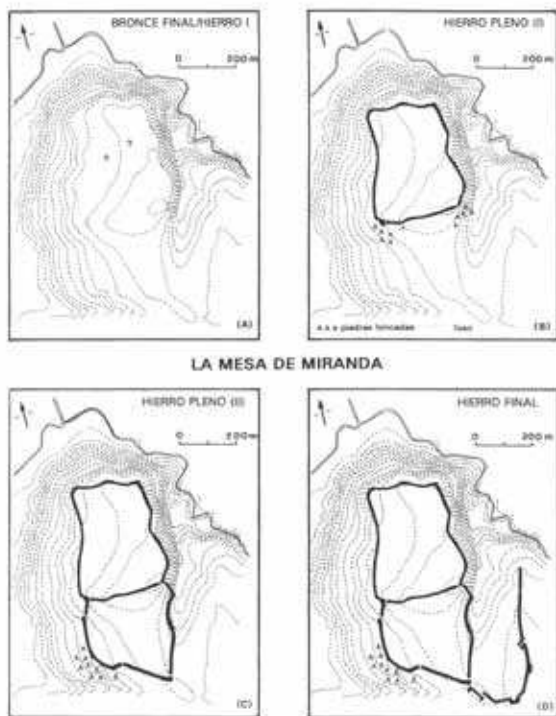 BRONCE FINAL/HIERRO I
0 200 m
? ?
(A)
HIERRO PLENO (I)
0 200 m
piedras hincadas foso
(B)
LA MESA DE MIRANDA
HIERRO PLENO (II)
0 200 m
(C)
HIERRO FINAL
0 200 m
(D)